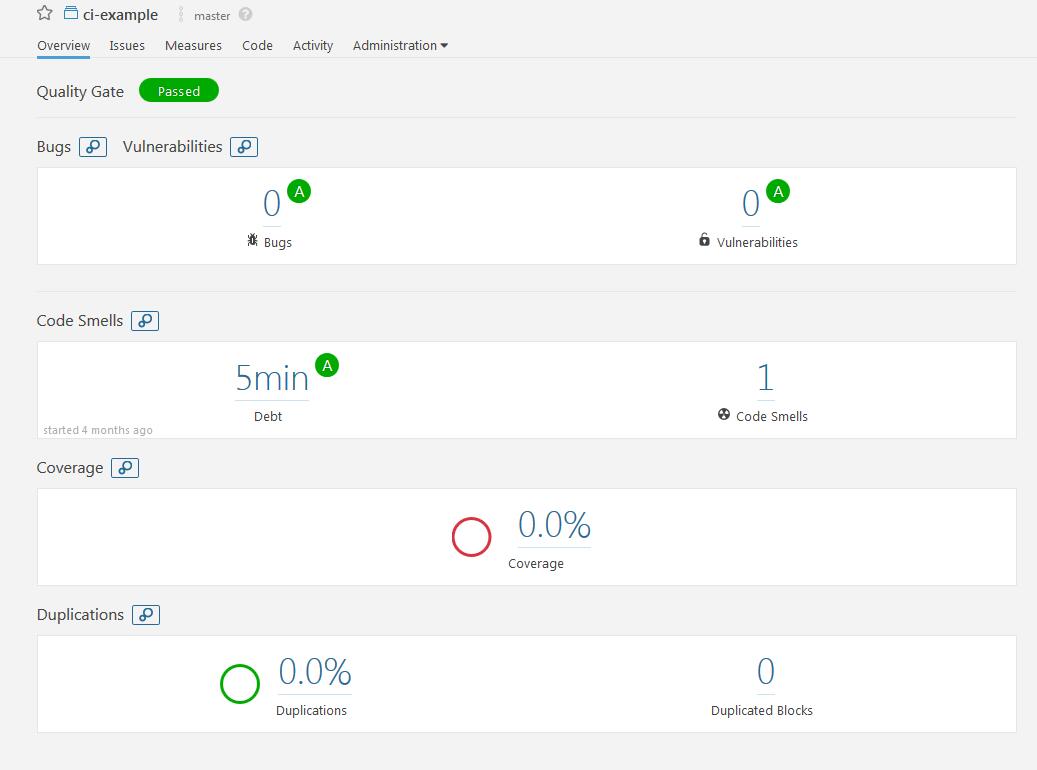 ci-example master ?
Overview Issues Measures Code Activity Administration
Quality Gate Passed
Bugs Vulnerabilities
0 A 0 A
Bugs Vulnerabilities
Code Smells
5min A 1
Debt Code Smells
started 4 months ago
Coverage
0.0%
Coverage
Duplications
0.0% 0
Duplications Duplicated Blocks